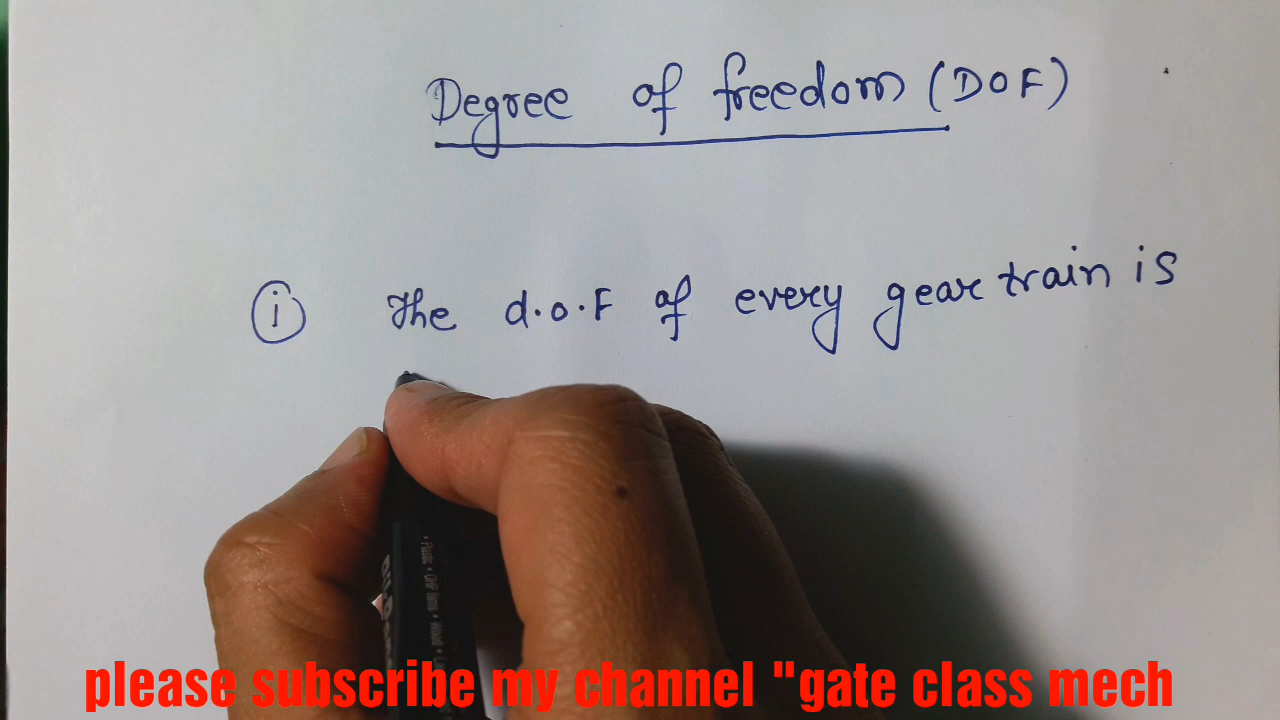 Degree of freedom (DOF)
i The d.o.F of every gear train is
please subscribe my channel "gate class mech